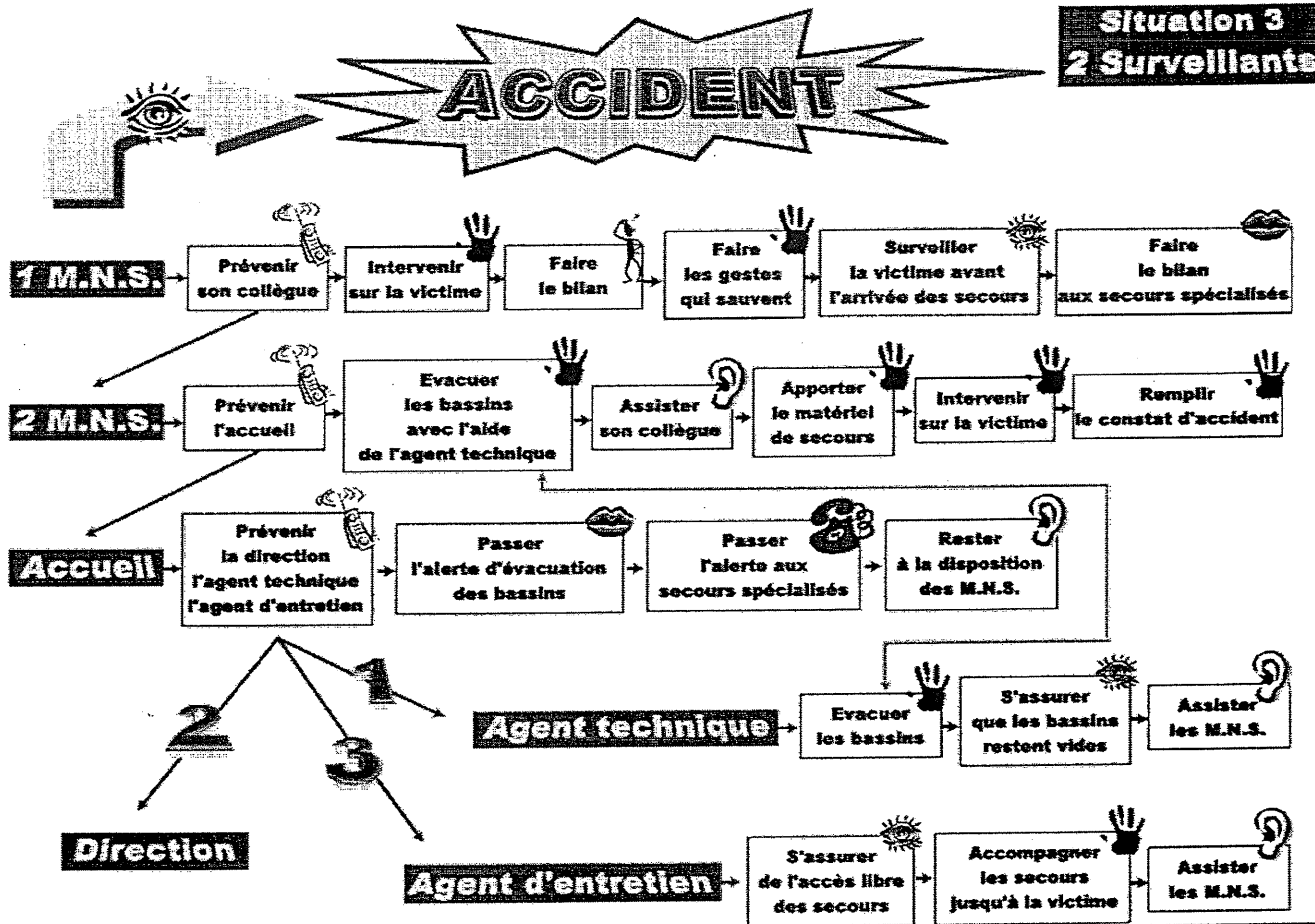 Situation 3
2 Surveillants
ACCIDENT
1 M.N.S.
Prévenir
son collègue
Intervenir
sur la victime
Faire
le bilan
Faire
les gestes
qui sauvent
Surveiller
la victime avant
l'arrivée des secours
Faire
le bilan
aux secours spécialisés
2 M.N.S.
Prévenir
l'accueil
Evacuer
les bassins
avec l'aide
de l'agent technique
Assister
son collègue
Apporter
le matériel
de secours
Intervenir
sur la victime
Remplir
le constat d'accident
Accueil
Prévenir
la direction
l'agent technique
l'agent d'entretien
Passer
l'alerte d'évacuation
des bassins
Passer
l'alerte aux
secours spécialisés
Rester
à la disposition
des M.N.S.
1
2
3
Agent technique
Evacuer
les bassins
S'assurer
que les bassins
restent vides
Assister
les M.N.S.
Direction
Agent d'entretien
S'assurer
de l'accès libre
des secours
Accompagner
les secours
jusqu'à la victime
Assister
les M.N.S.